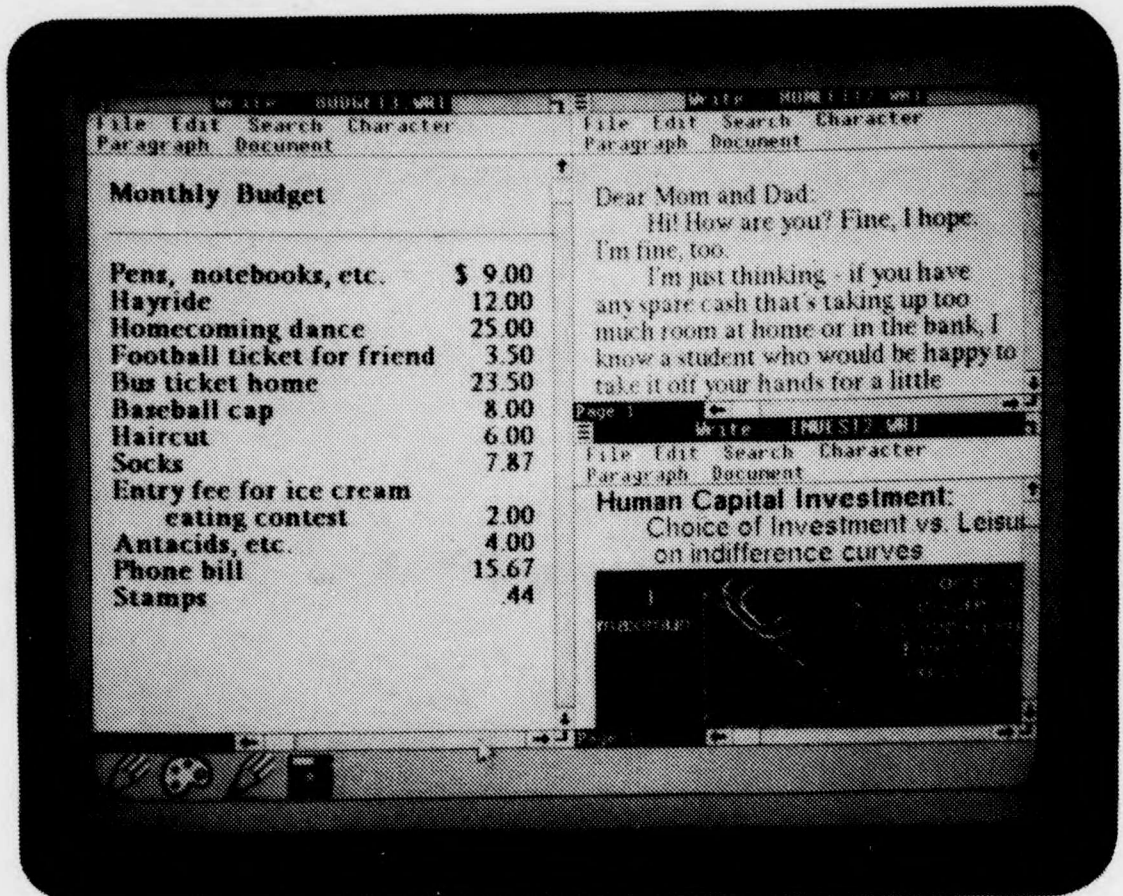 Write BUDGET3.WRI
File Edit Search Character
Paragraph Document
Monthly Budget
Pens, notebooks, etc. $ 9.00
Hayride 12.00
Homecoming dance 25.00
Football ticket for friend 3.50
Bus ticket home 23.50
Baseball cap 8.00
Haircut 6.00
Socks 7.87
Entry fee for ice cream
eating contest 2.00
Antacids, etc. 4.00
Phone bill 15.67
Stamps .44
Write
File Edit Search Character
Paragraph Document
Dear Mom and Dad:
Hi! How are you? Fine, I hope.
I'm fine, too.
I'm just thinking - if you have
any spare cash that's taking up too
much room at home or in the bank, I
know a student who would be happy to
take it off your hands for a little
Page 1
Write
File Edit Search Character
Paragraph Document
Human Capital Investment:
Choice of Investment vs. Leisu
on indifference curves
maximum
Page